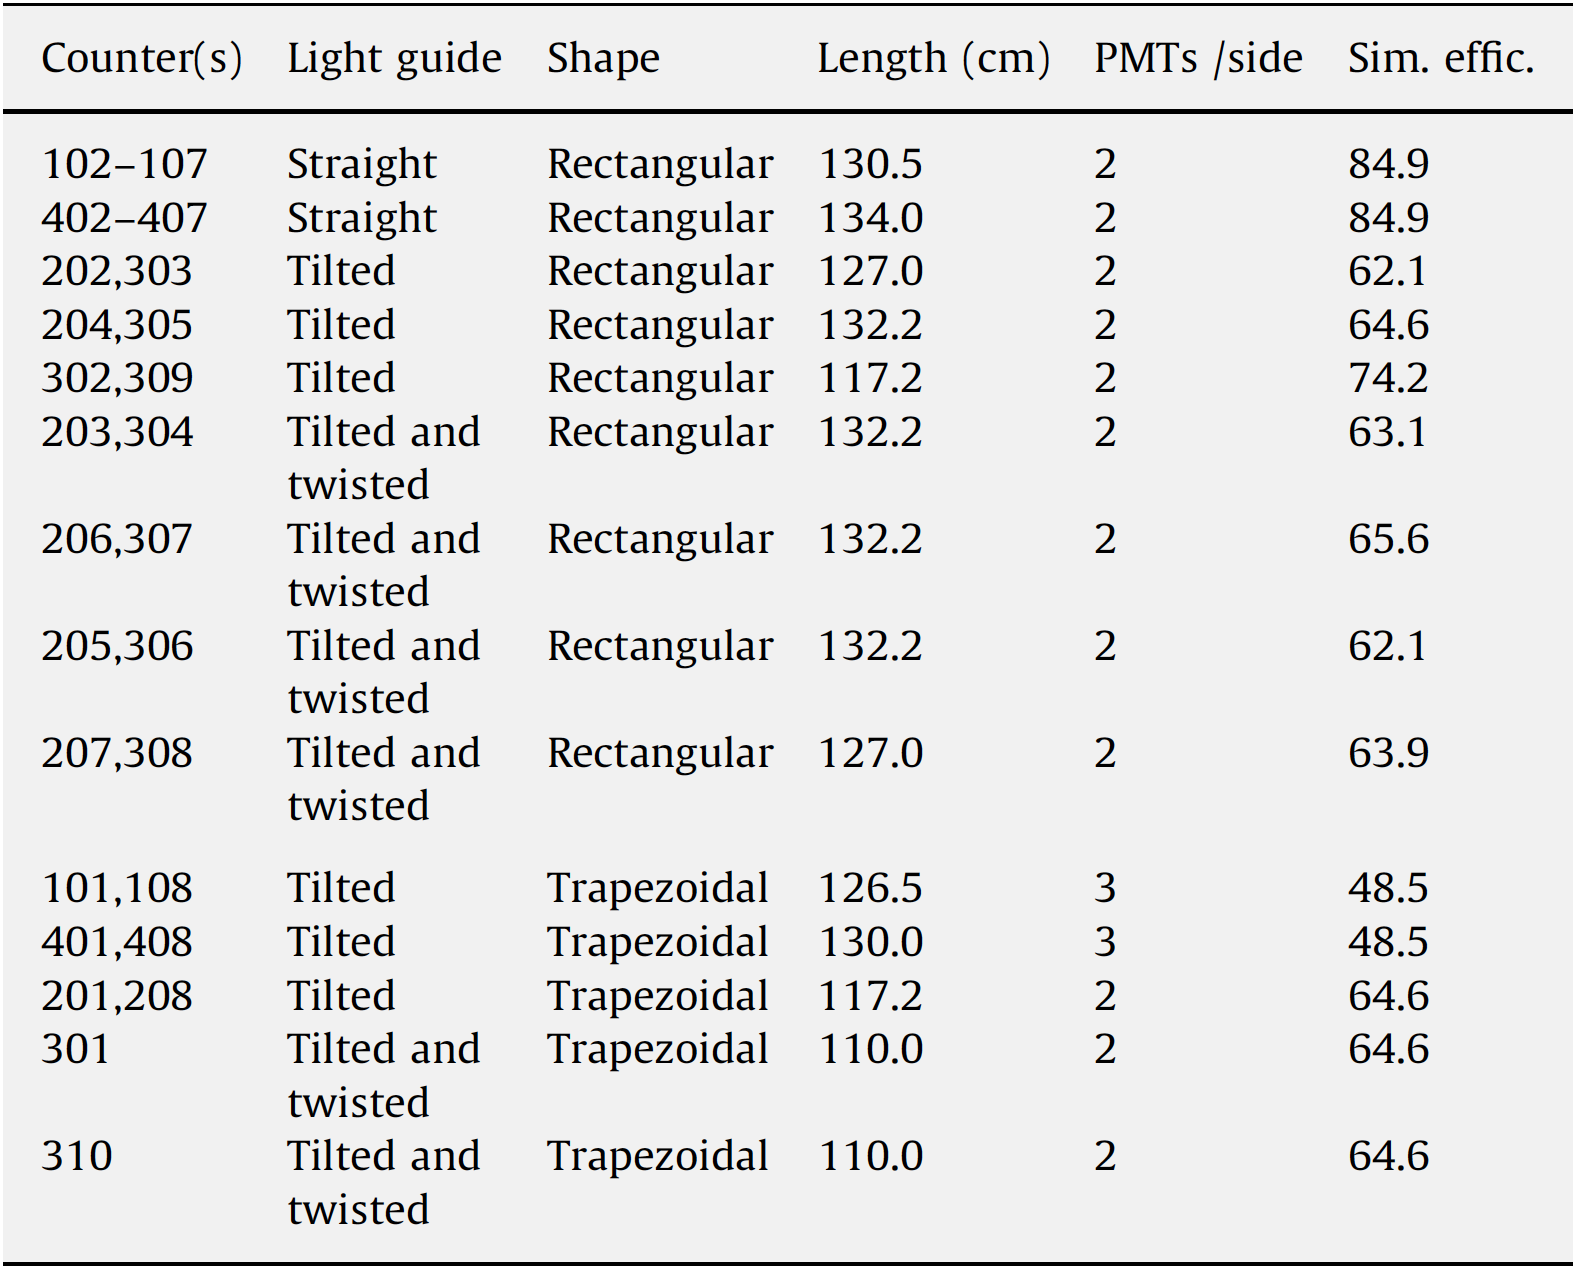 Counter(s) Light guide Shape Length (cm) PMTs /side Sim. effic.
102–107 Straight Rectangular 130.5 2 84.9
402–407 Straight Rectangular 134.0 2 84.9
202,303 Tilted Rectangular 127.0 2 62.1
204,305 Tilted Rectangular 132.2 2 64.6
302,309 Tilted Rectangular 117.2 2 74.2
203,304 Tilted and Rectangular 132.2 2 63.1
twisted
206,307 Tilted and Rectangular 132.2 2 65.6
twisted
205,306 Tilted and Rectangular 132.2 2 62.1
twisted
207,308 Tilted and Rectangular 127.0 2 63.9
twisted
101,108 Tilted Trapezoidal 126.5 3 48.5
401,408 Tilted Trapezoidal 130.0 3 48.5
201,208 Tilted Trapezoidal 117.2 2 64.6
301 Tilted and Trapezoidal 110.0 2 64.6
twisted
310 Tilted and Trapezoidal 110.0 2 64.6
twisted